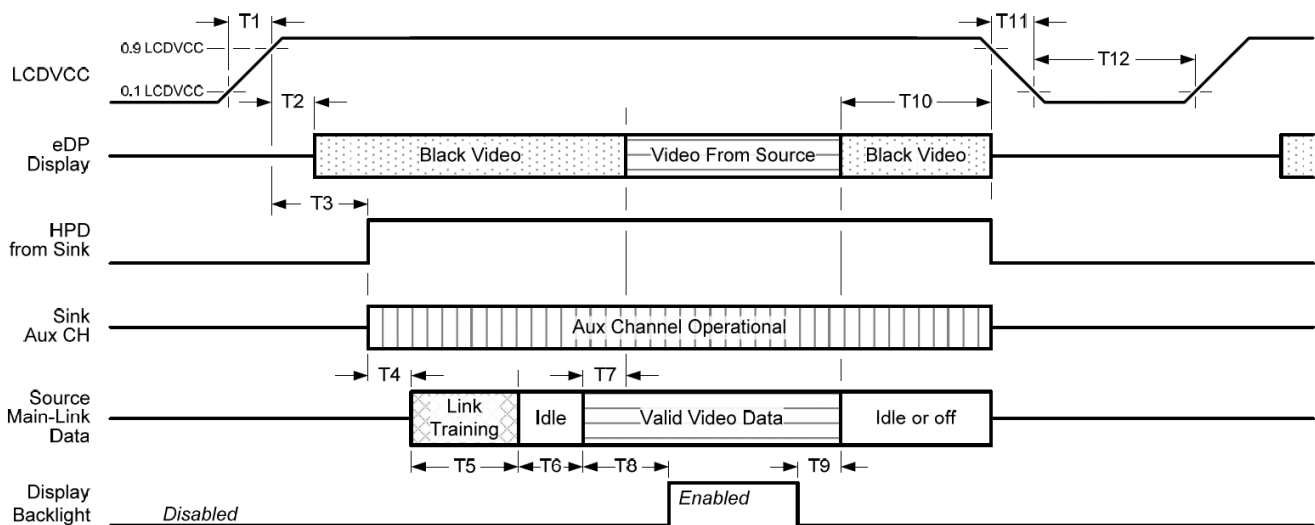 T1
T11
0.9 LCDVCC
LCDVCC
T12
0.1 LCDVCC
T2
T10
eDP
Display
Black Video
Video From Source
Black Video
T3
HPD
from Sink
Sink
Aux CH
Aux Channel Operational
T4
T7
Source
Main-Link
Data
Link
Training
Idle
Valid Video Data
Idle or off
T5
T6
T8
T9
Display
Backlight
Disabled
Enabled